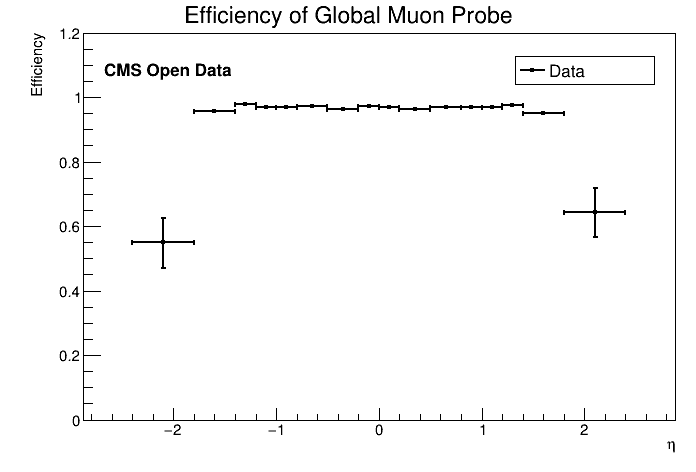 Efficiency of Global Muon Probe
Efficiency
1.2
CMS Open Data
Data
1
0.8
0.6
0.4
0.2
0
−2
−1
0
1
2
η